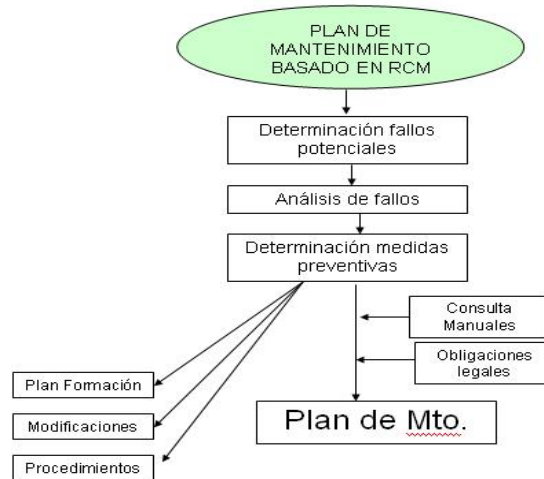 PLAN DE
MANTENIMIENTO
BASADO EN RCM
Determinación fallos
potenciales
Análisis de fallos
Determinación medidas
preventivas
Consulta
Manuales
Obligaciones
legales
Plan Formación
Modificaciones
Procedimientos
Plan de Mto.